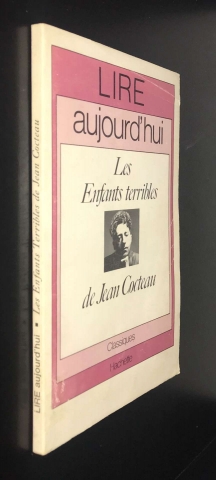 LIRE
aujourd'hui
Les
Enfants terribles
de Jean Cocteau
Classiques
Hachette
LIRE aujourd'hui • Les Enfants Terribles de Jean Cocteau